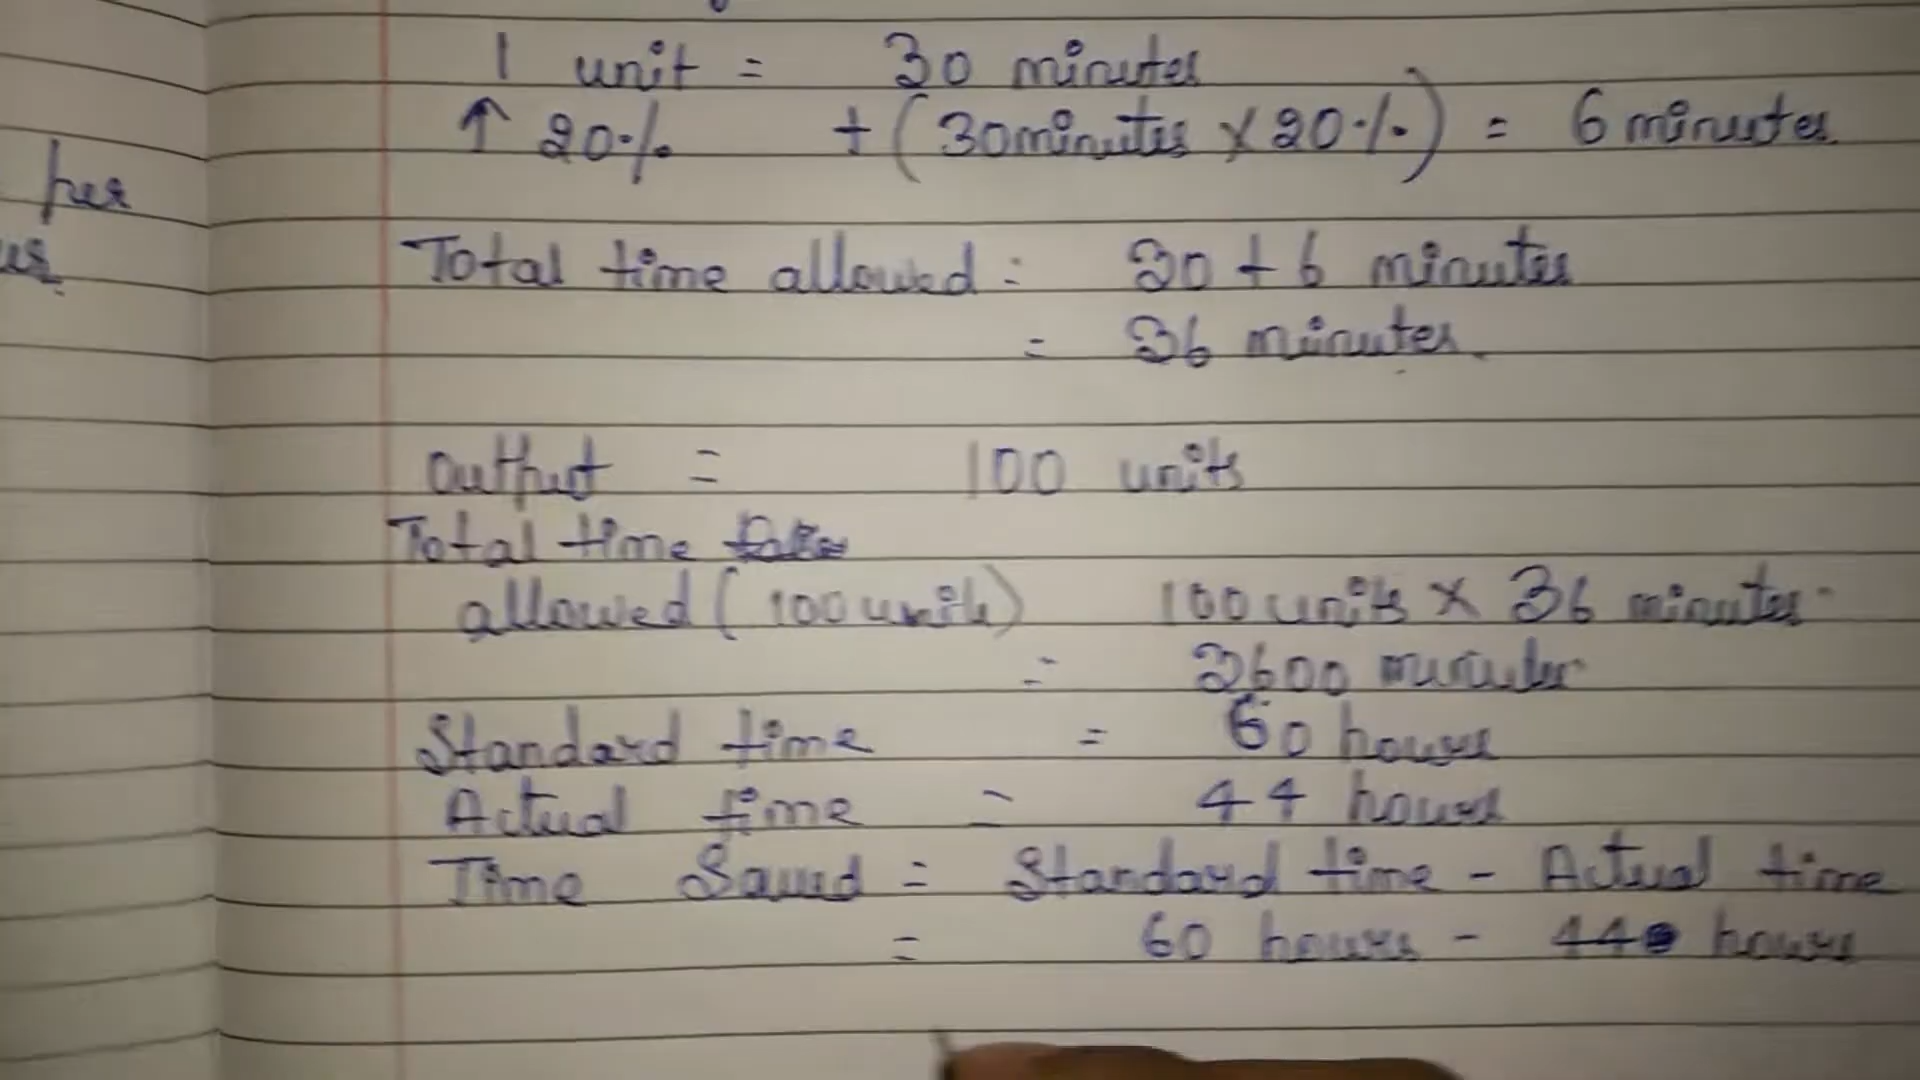 1 unit = 30 minutes
↑ 20% + (30minutes × 20%) = 6 minutes
per
Total time allowed = 30 + 6 minutes
= 36 minutes
output = 100 units
Total time
allowed (100 units) 100 units × 36 minutes
= 3600 minutes
Standard time = 60 hours
Actual time = 44 hours
Time Saved = Standard time - Actual time
= 60 hours - 44 hours